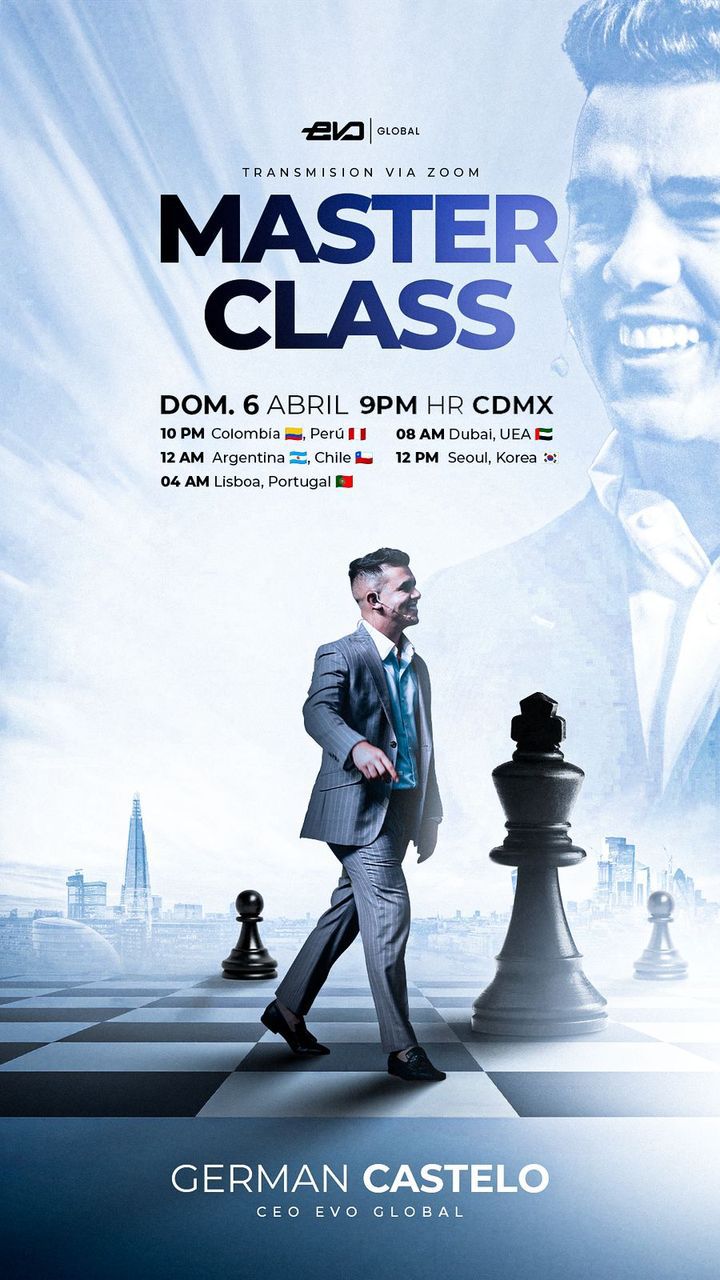 evo GLOBAL
TRANSMISION VIA ZOOM
MASTER
CLASS
DOM. 6 ABRIL 9PM HR CDMX
10 PM Colombia 🇨🇴, Perú 🇵🇪 08 AM Dubai, UEA 🇦🇪
12 AM Argentina 🇦🇷, Chile 🇨🇱 12 PM Seoul, Korea 🇰🇷
04 AM Lisboa, Portugal 🇵🇹
GERMAN CASTELO
CEO EVO GLOBAL